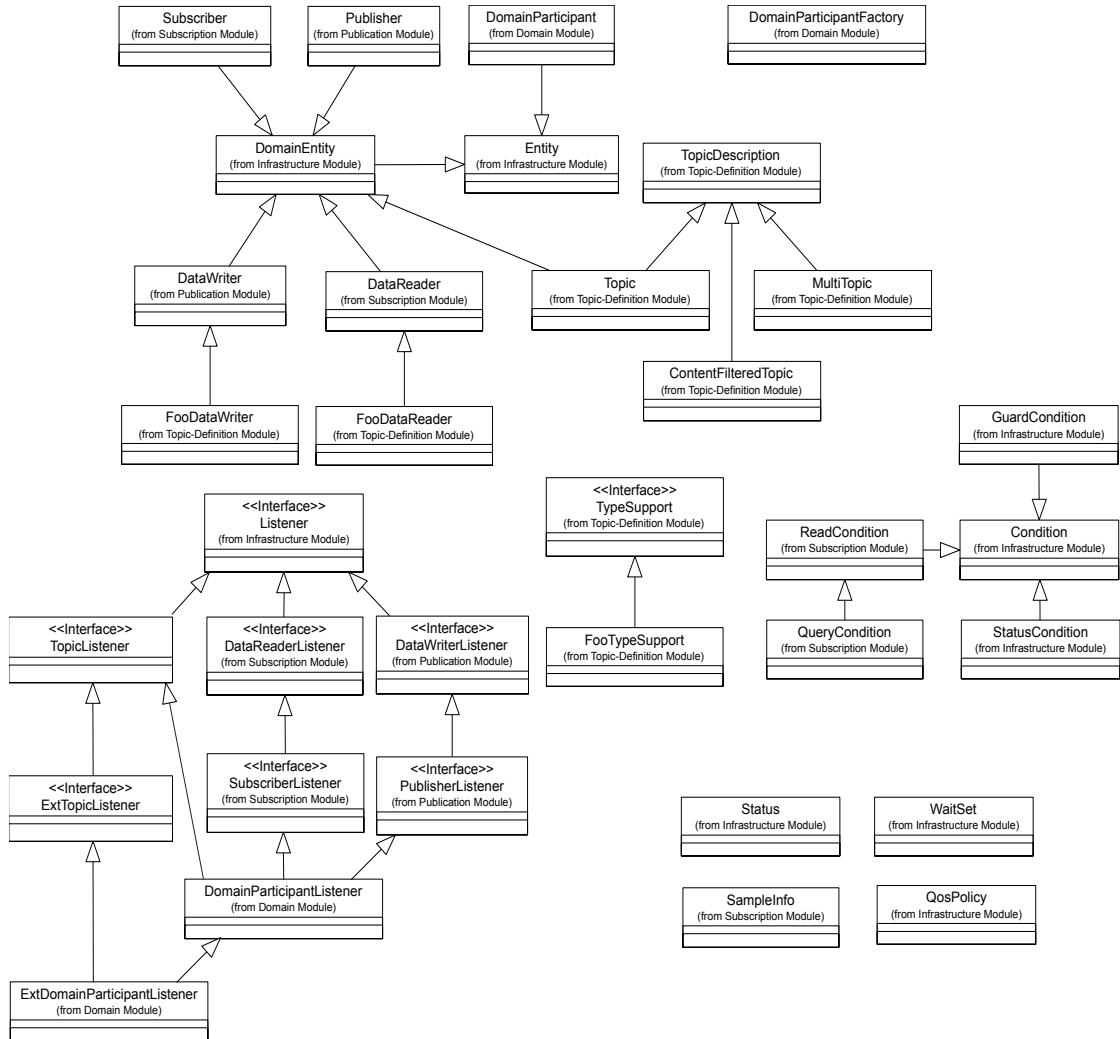 Subscriber
(from Subscription Module)
Publisher
(from Publication Module)
DomainParticipant
(from Domain Module)
DomainParticipantFactory
(from Domain Module)
DomainEntity
(from Infrastructure Module)
Entity
(from Infrastructure Module)
TopicDescription
(from Topic-Definition Module)
DataWriter
(from Publication Module)
DataReader
(from Subscription Module)
Topic
(from Topic-Definition Module)
MultiTopic
(from Topic-Definition Module)
ContentFilteredTopic
(from Topic-Definition Module)
FooDataWriter
(from Topic-Definition Module)
FooDataReader
(from Topic-Definition Module)
GuardCondition
(from Infrastructure Module)
<<Interface>>
Listener
(from Infrastructure Module)
<<Interface>>
TypeSupport
(from Topic-Definition Module)
ReadCondition
(from Subscription Module)
Condition
(from Infrastructure Module)
<<Interface>>
TopicListener
<<Interface>>
DataReaderListener
(from Subscription Module)
<<Interface>>
DataWriterListener
(from Publication Module)
FooTypeSupport
(from Topic-Definition Module)
QueryCondition
(from Subscription Module)
StatusCondition
(from Infrastructure Module)
<<Interface>>
ExtTopicListener
<<Interface>>
SubscriberListener
(from Subscription Module)
<<Interface>>
PublisherListener
(from Publication Module)
Status
(from Infrastructure Module)
WaitSet
(from Infrastructure Module)
DomainParticipantListener
(from Domain Module)
SampleInfo
(from Subscription Module)
QosPolicy
(from Infrastructure Module)
ExtDomainParticipantListener
(from Domain Module)